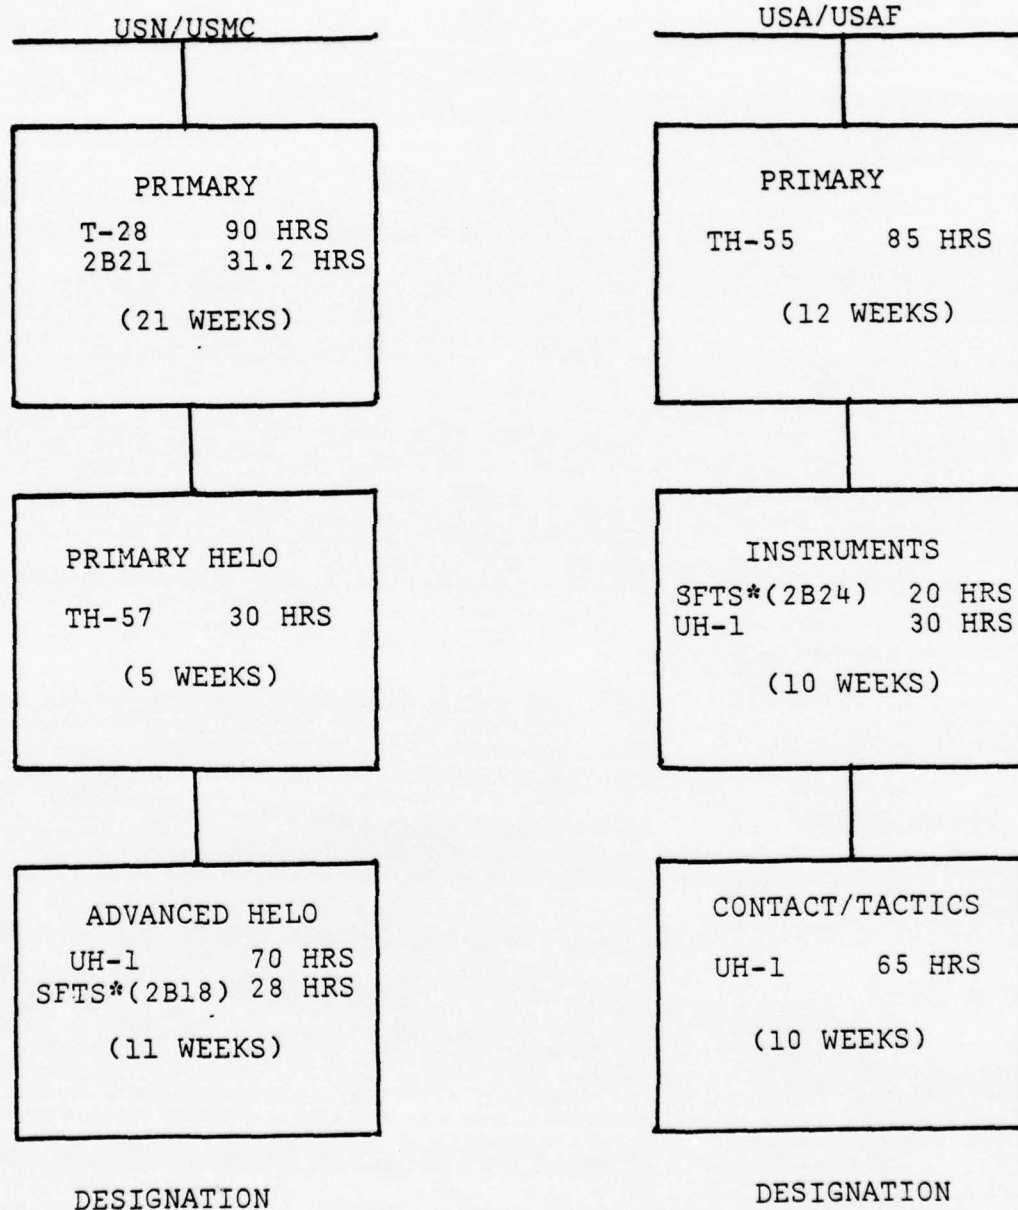 USN/USMC
PRIMARY
T-28 90 HRS
2B21 31.2 HRS
(21 WEEKS)
PRIMARY HELO
TH-57 30 HRS
(5 WEEKS)
ADVANCED HELO
UH-1 70 HRS
SFTS*(2B18) 28 HRS
(11 WEEKS)
DESIGNATION
USA/USAF
PRIMARY
TH-55 85 HRS
(12 WEEKS)
INSTRUMENTS
SFTS*(2B24) 20 HRS
UH-1 30 HRS
(10 WEEKS)
CONTACT/TACTICS
UH-1 65 HRS
(10 WEEKS)
DESIGNATION